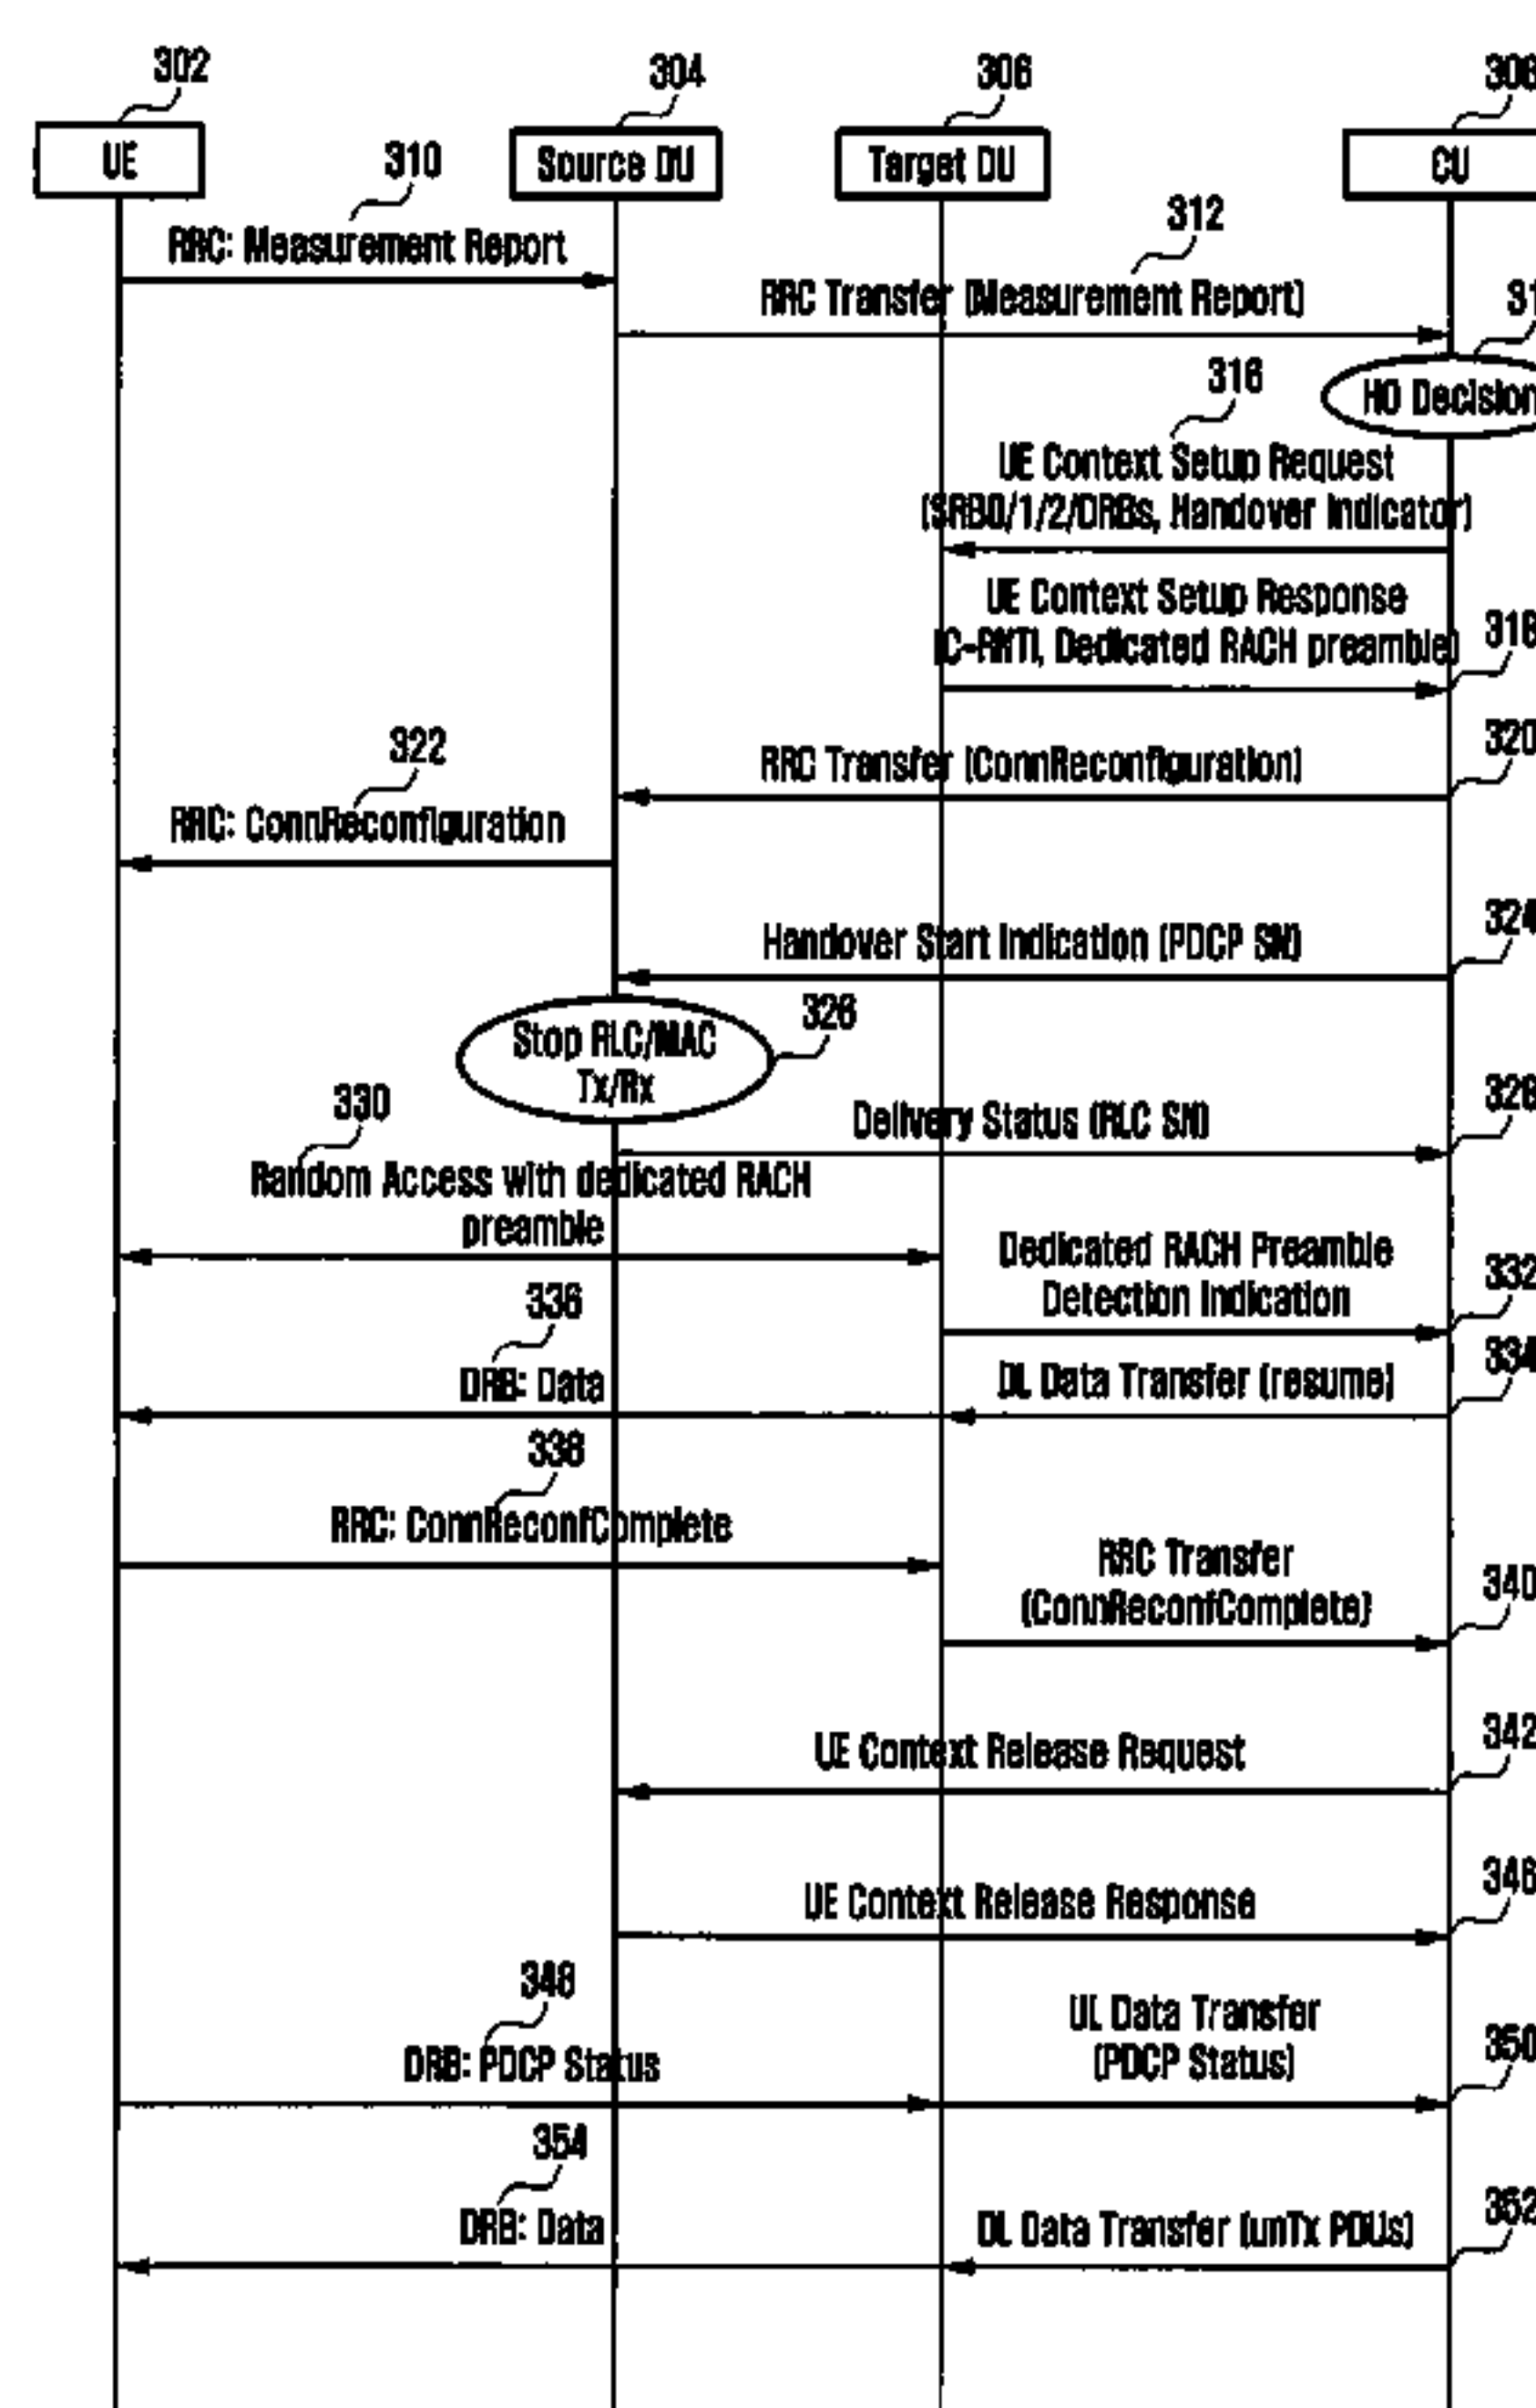 302
304
306
308
UE
Source DU
Target DU
CU
310
RRC: Measurement Report
312
RRC Transfer (Measurement Report)
31
HO Decision
316
UE Context Setup Request
(SRB0/1/2/DRBs, Handover Indicator)
UE Context Setup Response
(C-RNTI, Dedicated RACH preamble)
318
320
RRC Transfer (ConnReconfiguration)
322
RRC: ConnReconfiguration
324
Handover Start Indication (PDCP SN)
Stop RLC/MAC
Tx/Rx
326
328
Delivery Status (RLC SN)
330
Random Access with dedicated RACH
preamble
Dedicated RACH Preamble
Detection Indication
332
334
336
DRB: Data
DL Data Transfer (resume)
338
RRC: ConnReconfComplete
RRC Transfer
(ConnReconfComplete)
340
342
UE Context Release Request
346
UE Context Release Response
348
DRB: PDCP Status
UL Data Transfer
(PDCP Status)
350
354
DRB: Data
DL Data Transfer (unTx PDUs)
352